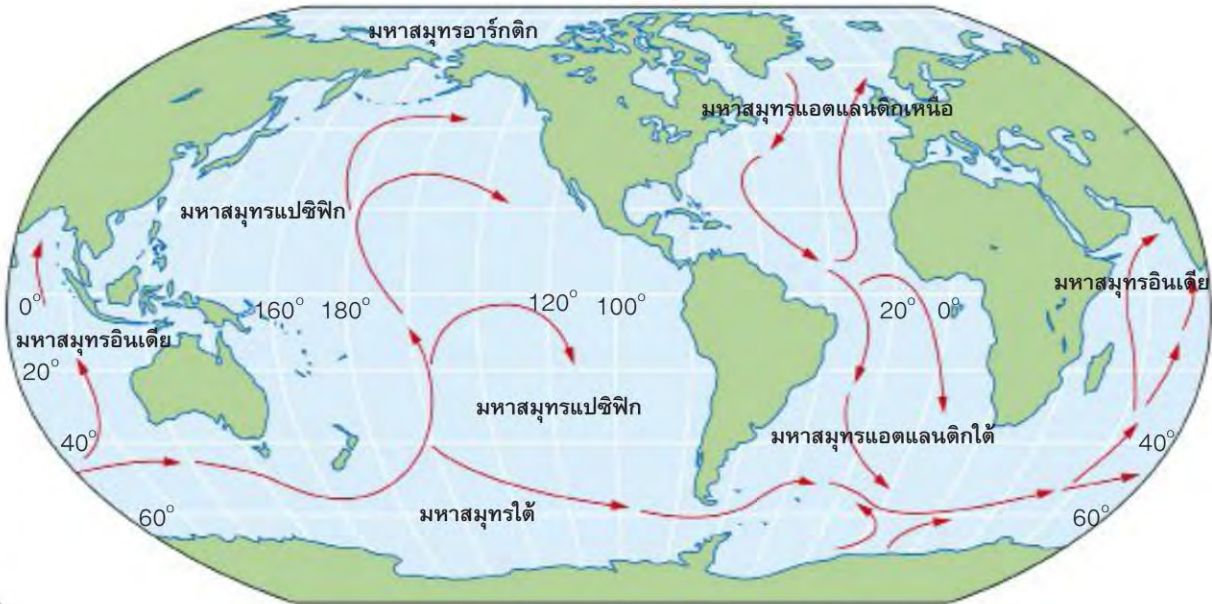 มหาสมุทรอาร์กติก
มหาสมุทรแอตแลนติกเหนือ
มหาสมุทรแปซิฟิก
มหาสมุทรอินเดีย
0° 160° 180° 120° 100° 20° 0°
มหาสมุทรอินเดีย
20°
มหาสมุทรแปซิฟิก
มหาสมุทรแอตแลนติกใต้
40° 40°
มหาสมุทรใต้
60° 60°